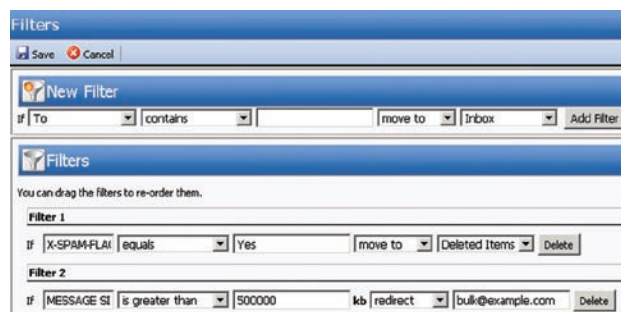 Filters
Save Cancel
New Filter
If To contains move to Inbox Add Filter
Filters
You can drag the filters to re-order them.
Filter 1
If X-SPAM-FLA( equals Yes move to Deleted Items Delete
Filter 2
If MESSAGE SI is greater than 500000 kb redirect bulk@example.com Delete